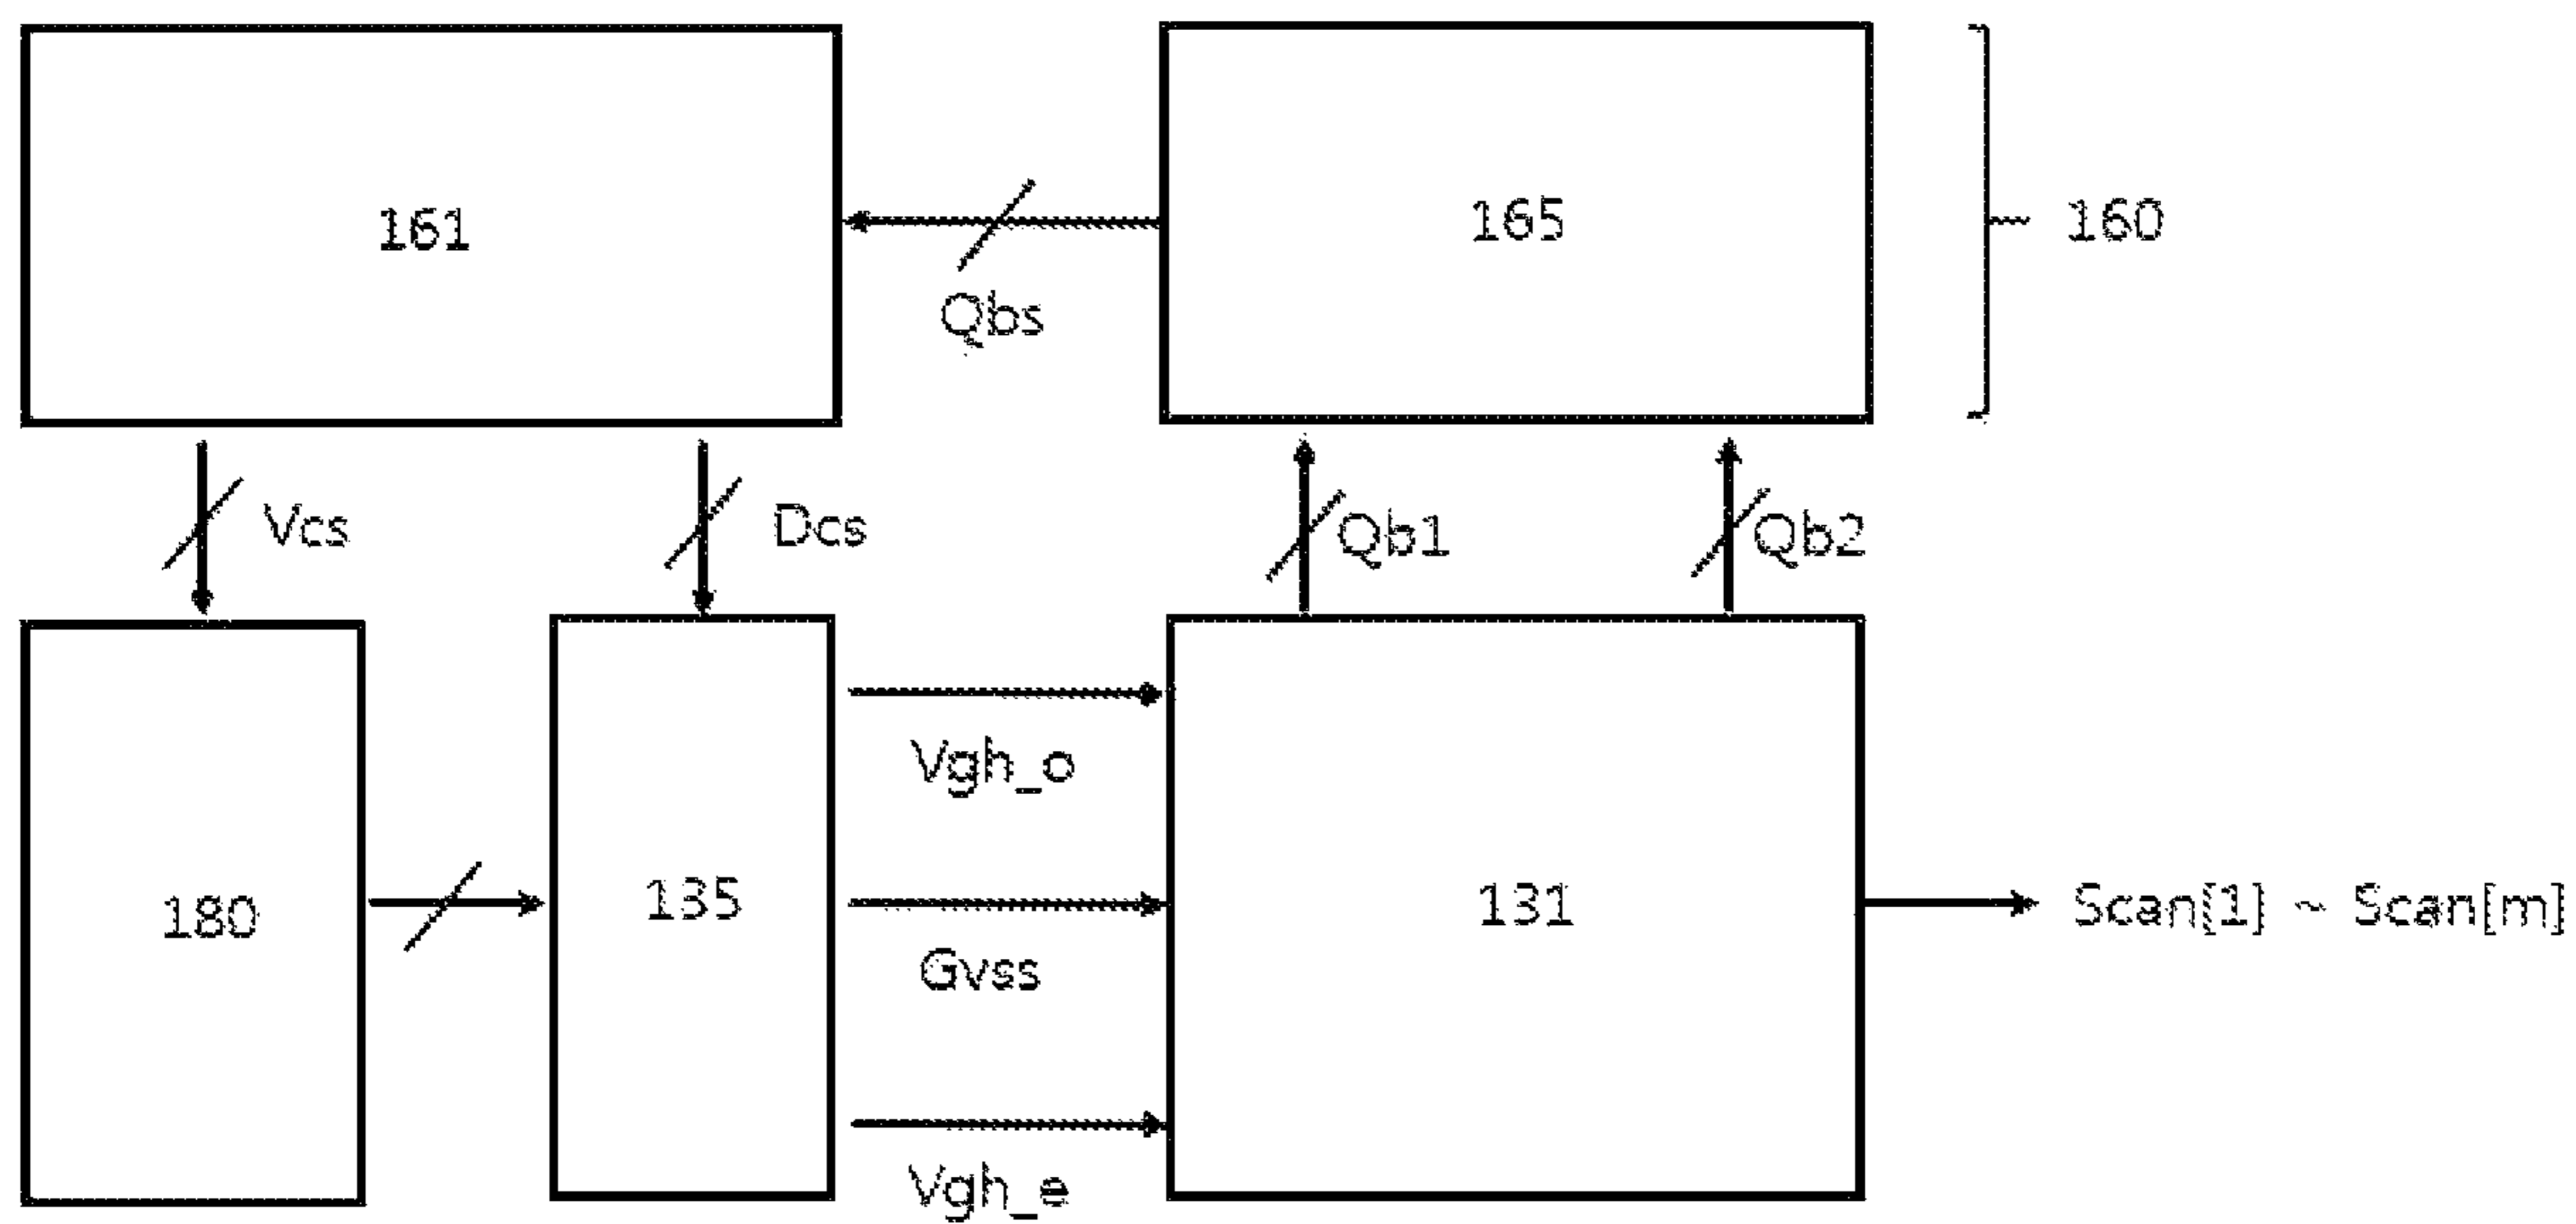 161
165
160
Qbs
Vcs
Dcs
Qb1
Qb2
Vgh_o
180
135
131
Scan[1] ~ Scan[m]
Gvss
Vgh_e